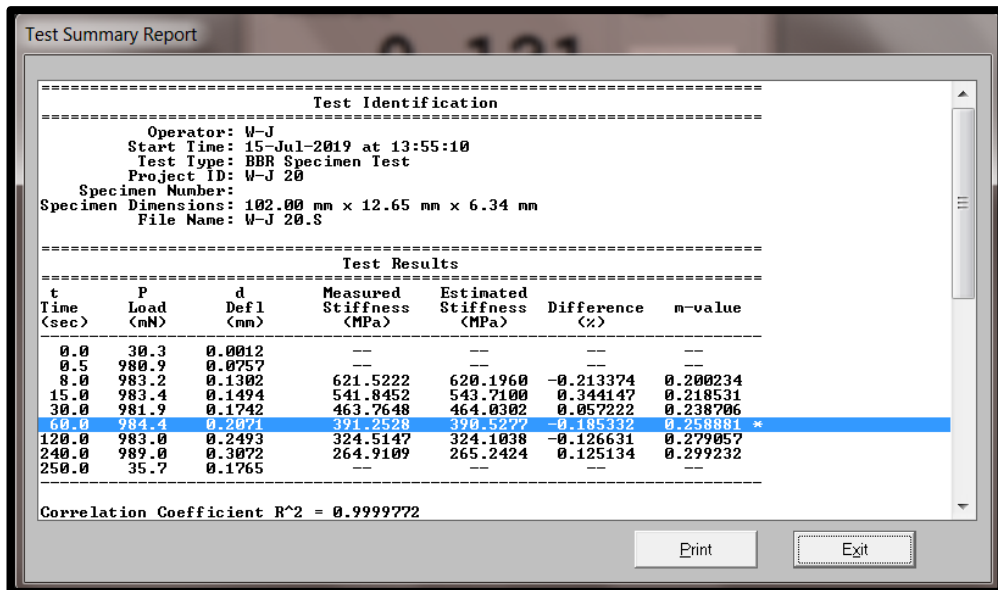 Test Summary Report
0.131
==========================================================================
Test Identification
==========================================================================
Operator: W-J
Start Time: 15-Jul-2019 at 13:55:10
Test Type: BBR Specimen Test
Project ID: W-J 20
Specimen Number:
Specimen Dimensions: 102.00 mm x 12.65 mm x 6.34 mm
File Name: W-J 20.S
==========================================================================
Test Results
==========================================================================
t P d Measured Estimated
Time Load Defl Stiffness Stiffness Difference m-value
(sec) (mN) (mm) (MPa) (MPa) (%)
--------------------------------------------------------------------------
0.0 30.3 0.0012 -- -- -- --
0.5 980.9 0.0757 -- -- -- --
8.0 983.2 0.1302 621.5222 620.1960 -0.213374 0.200234
15.0 983.4 0.1494 541.8452 543.7100 0.344147 0.218531
30.0 981.9 0.1742 463.7648 464.0302 0.057222 0.238706
60.0 984.4 0.2071 391.2528 390.5277 -0.185332 0.258881 *
120.0 983.0 0.2493 324.5147 324.1038 -0.126631 0.279057
240.0 989.0 0.3072 264.9109 265.2424 0.125134 0.299232
250.0 35.7 0.1765 -- -- -- --
--------------------------------------------------------------------------
Correlation Coefficient R^2 = 0.9999772
Print Exit